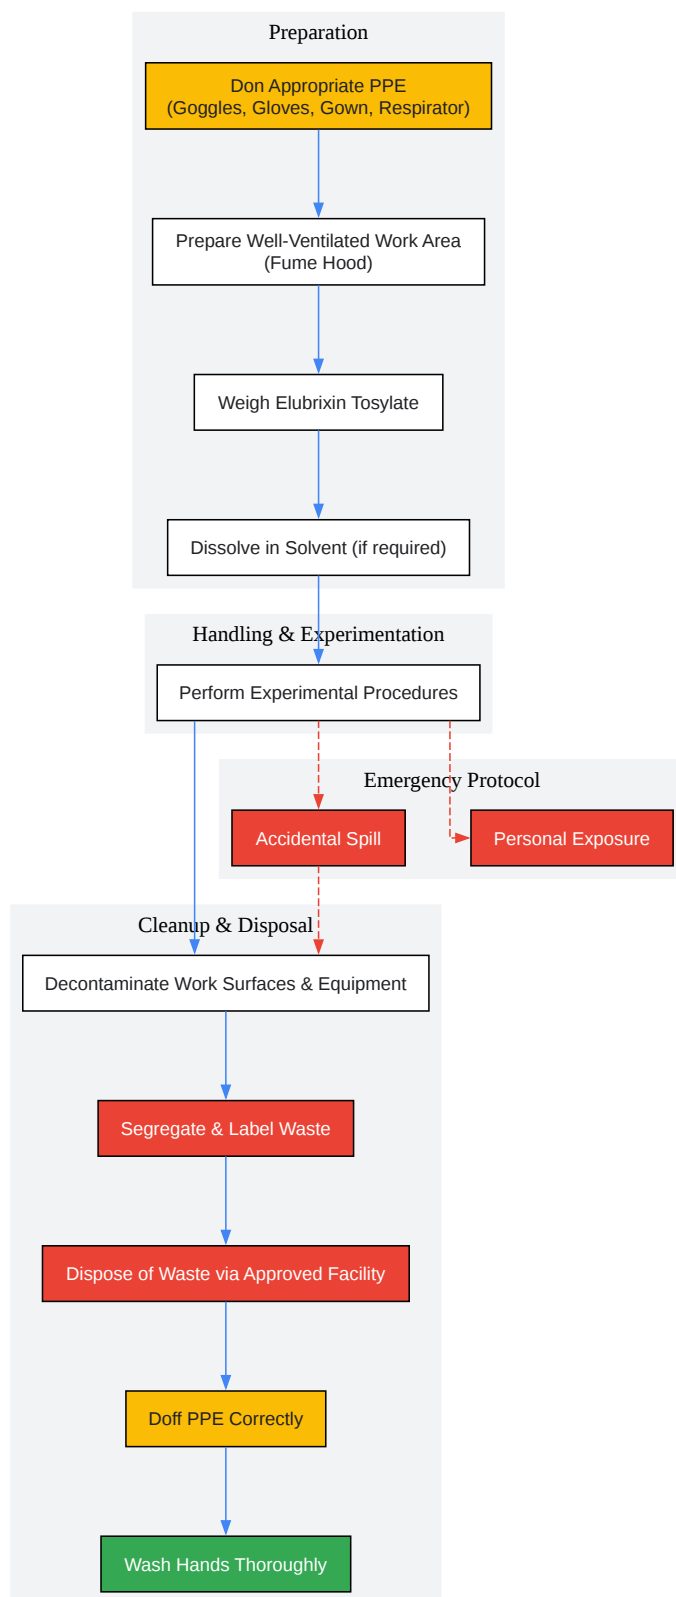 Preparation
Don Appropriate PPE
(Goggles, Gloves, Gown, Respirator)
Prepare Well-Ventilated Work Area
(Fume Hood)
Weigh Elubrixin Tosylate
Dissolve in Solvent (if required)
Handling & Experimentation
Perform Experimental Procedures
Emergency Protocol
Accidental Spill
Personal Exposure
Cleanup & Disposal
Decontaminate Work Surfaces & Equipment
Segregate & Label Waste
Dispose of Waste via Approved Facility
Doff PPE Correctly
Wash Hands Thoroughly